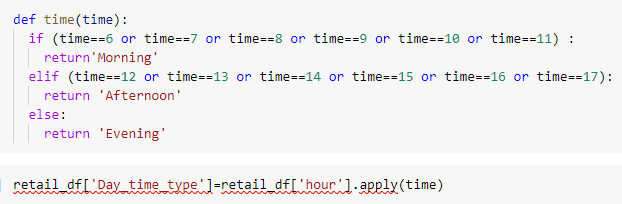 def time(time):
if (time==6 or time==7 or time==8 or time==9 or time==10 or time==11) :
return'Morning'
elif (time==12 or time==13 or time==14 or time==15 or time==16 or time==17):
return 'Afternoon'
else:
return 'Evening'
retail_df['Day_time_type']=retail_df['hour'].apply(time)